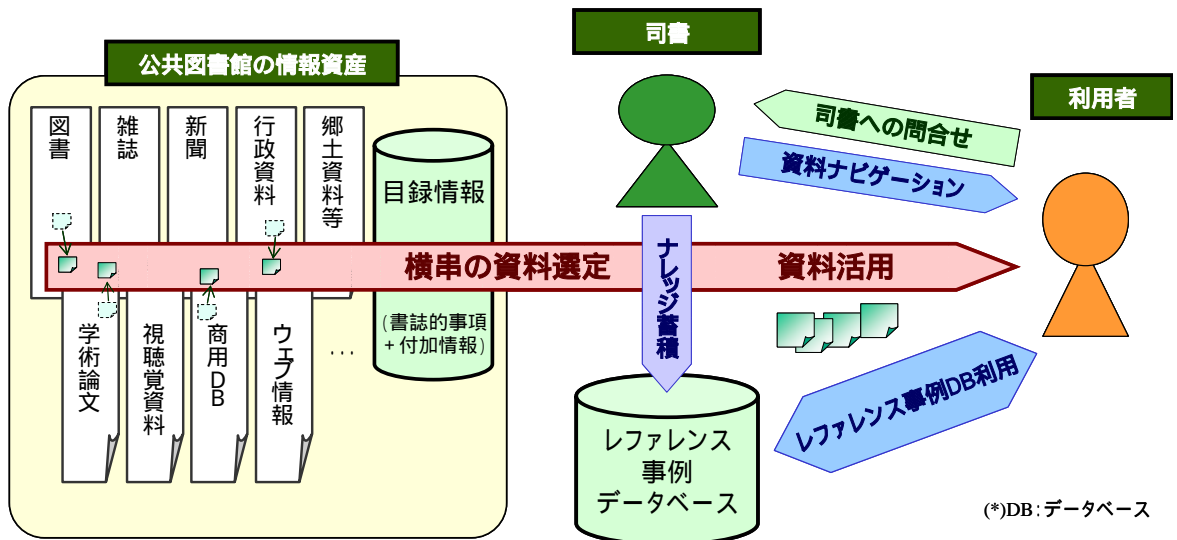 公共図書館の情報資産
図書
雑誌
新聞
行政資料
郷土資料等
学術論文
視聴覚資料
商用DB
ウェブ情報
…
目録情報
(書誌的事項
+付加情報)
横串の資料選定
資料活用
司書
ナレッジ蓄積
レファレンス
事例
データベース
利用者
司書への問合せ
資料ナビゲーション
レファレンス事例DB利用
(*)DB:データベース